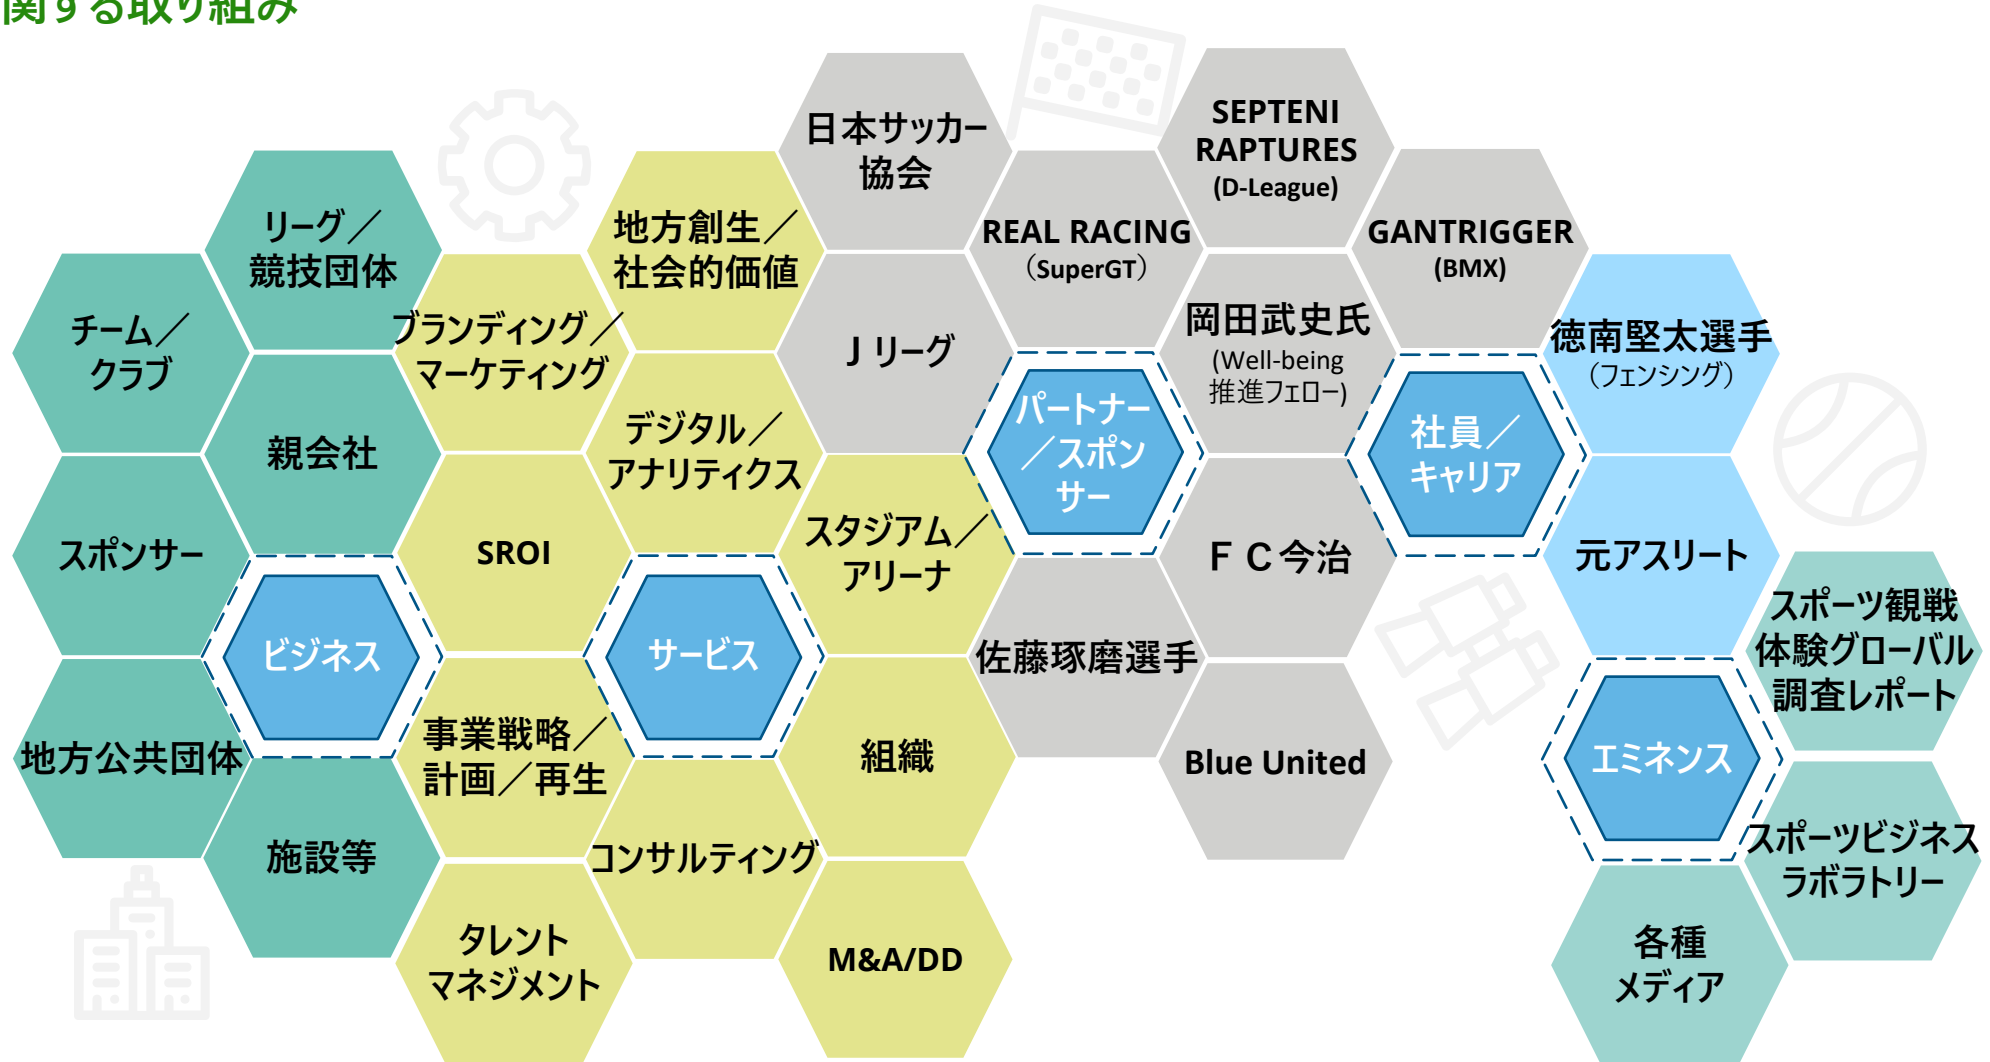 関する取り組み
チーム／
クラブ
スポンサー
地方公共団体
リーグ／
競技団体
親会社
ビジネス
施設等
ブランディング／
マーケティング
SROI
事業戦略／
計画／再生
タレント
マネジメント
地方創生／
社会的価値
デジタル／
アナリティクス
サービス
コンサルティング
日本サッカー
協会
J リーグ
スタジアム／
アリーナ
組織
M&A/DD
REAL RACING
（SuperGT）
パートナー
／スポン
サー
佐藤琢磨選手
SEPTENI
RAPTURES
(D-League)
岡田武史氏
(Well-being
推進フェロー)
ＦＣ今治
Blue United
GANTRIGGER
(BMX)
社員／
キャリア
徳南堅太選手
（フェンシング）
元アスリート
エミネンス
各種
メディア
スポーツ観戦
体験グローバル
調査レポート
スポーツビジネス
ラボラトリー